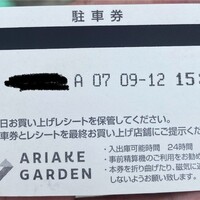 駐車券
A 07 09-12 15:
日お買い上げレシートを保管してください。
車券とレシートを最終お買い上げ店舗にご提示くだ
ARIAKE
GARDEN
・入出庫可能時間 24時間
・事前精算機のご利用をお勧め
・本券を折り曲げたり、磁気に近
しないようお願い致します。